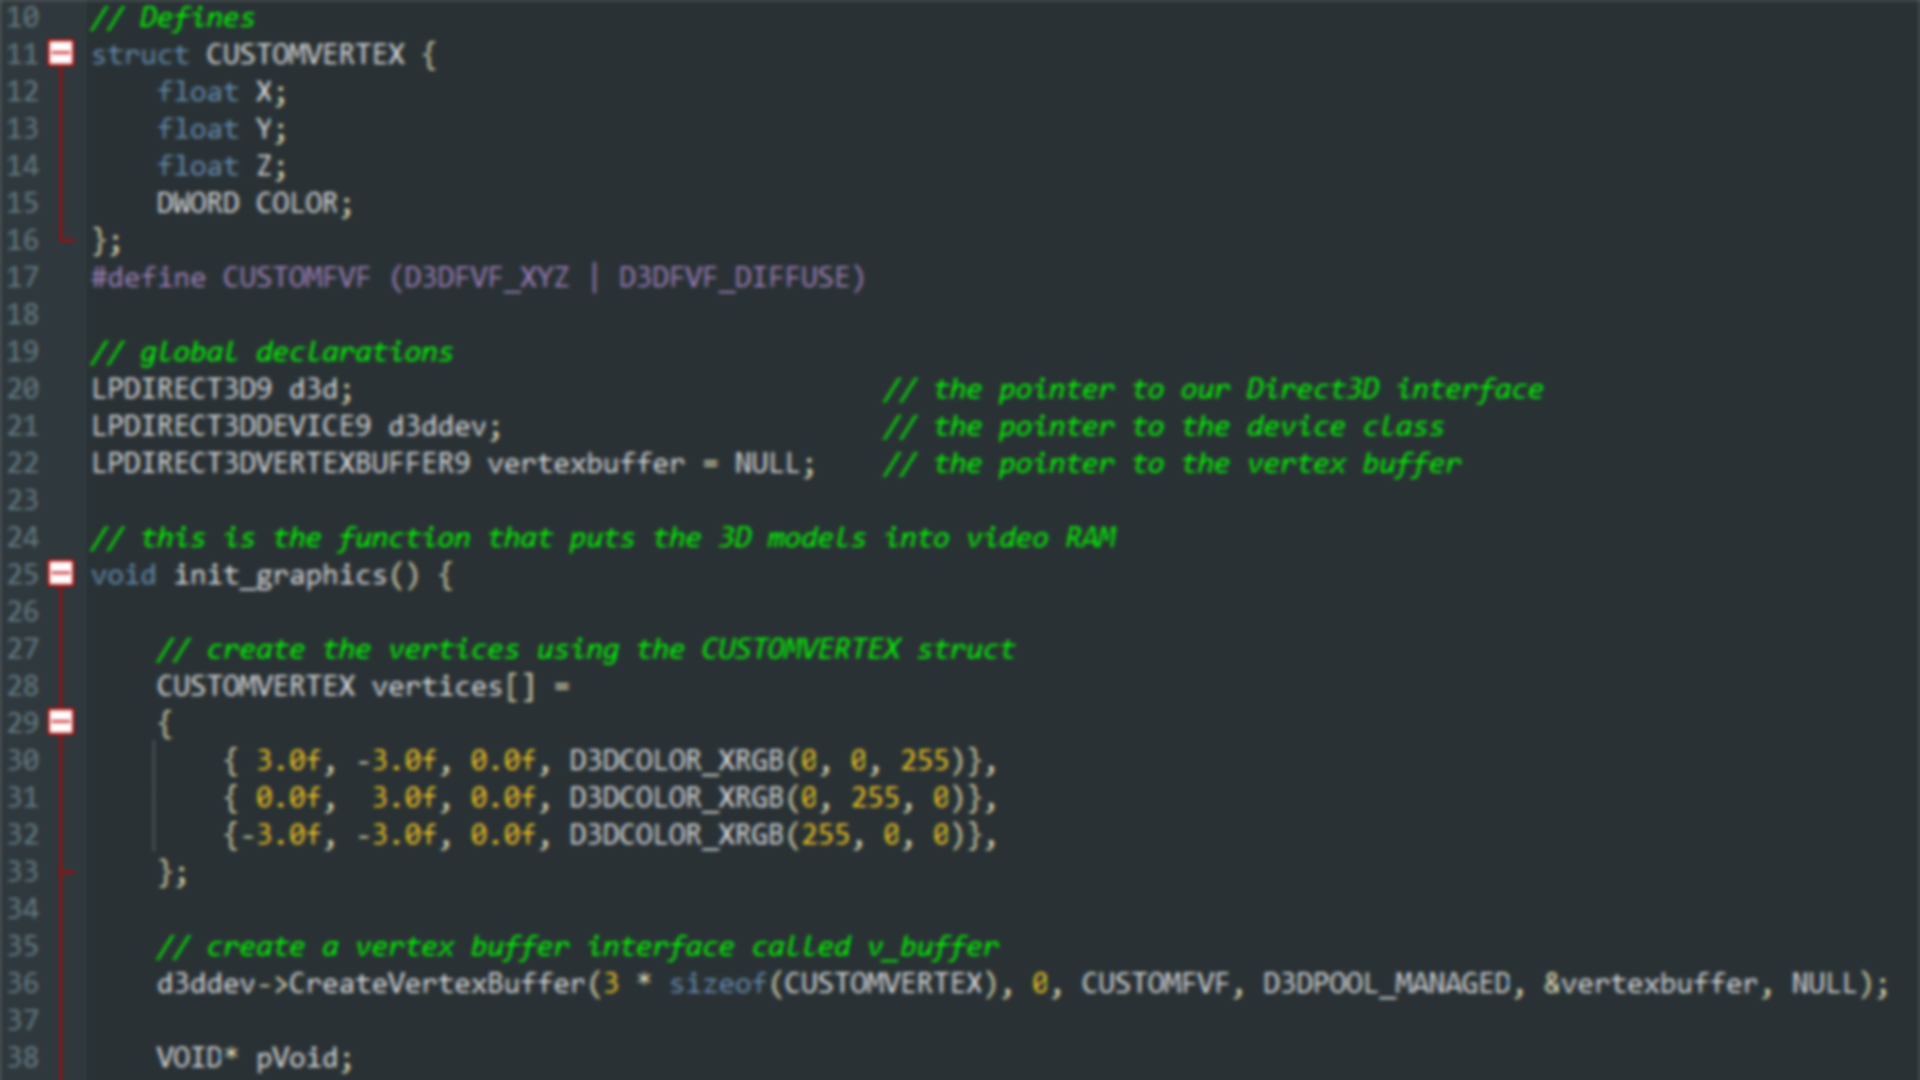 10 // Defines
11 struct CUSTOMVERTEX {
12     float X;
13     float Y;
14     float Z;
15     DWORD COLOR;
16 };
17 #define CUSTOMFVF (D3DFVF_XYZ | D3DFVF_DIFFUSE)
18
19 // global declarations
20 LPDIRECT3D9 d3d;                                // the pointer to our Direct3D interface
21 LPDIRECT3DDEVICE9 d3ddev;                       // the pointer to the device class
22 LPDIRECT3DVERTEXBUFFER9 vertexbuffer = NULL;    // the pointer to the vertex buffer
23
24 // this is the function that puts the 3D models into video RAM
25 void init_graphics() {
26
27     // create the vertices using the CUSTOMVERTEX struct
28     CUSTOMVERTEX vertices[] =
29     {
30         { 3.0f, -3.0f, 0.0f, D3DCOLOR_XRGB(0, 0, 255)},
31         { 0.0f,  3.0f, 0.0f, D3DCOLOR_XRGB(0, 255, 0)},
32         {-3.0f, -3.0f, 0.0f, D3DCOLOR_XRGB(255, 0, 0)},
33     };
34
35     // create a vertex buffer interface called v_buffer
36     d3ddev->CreateVertexBuffer(3 * sizeof(CUSTOMVERTEX), 0, CUSTOMFVF, D3DPOOL_MANAGED, &vertexbuffer, NULL);
37
38     VOID* pVoid;